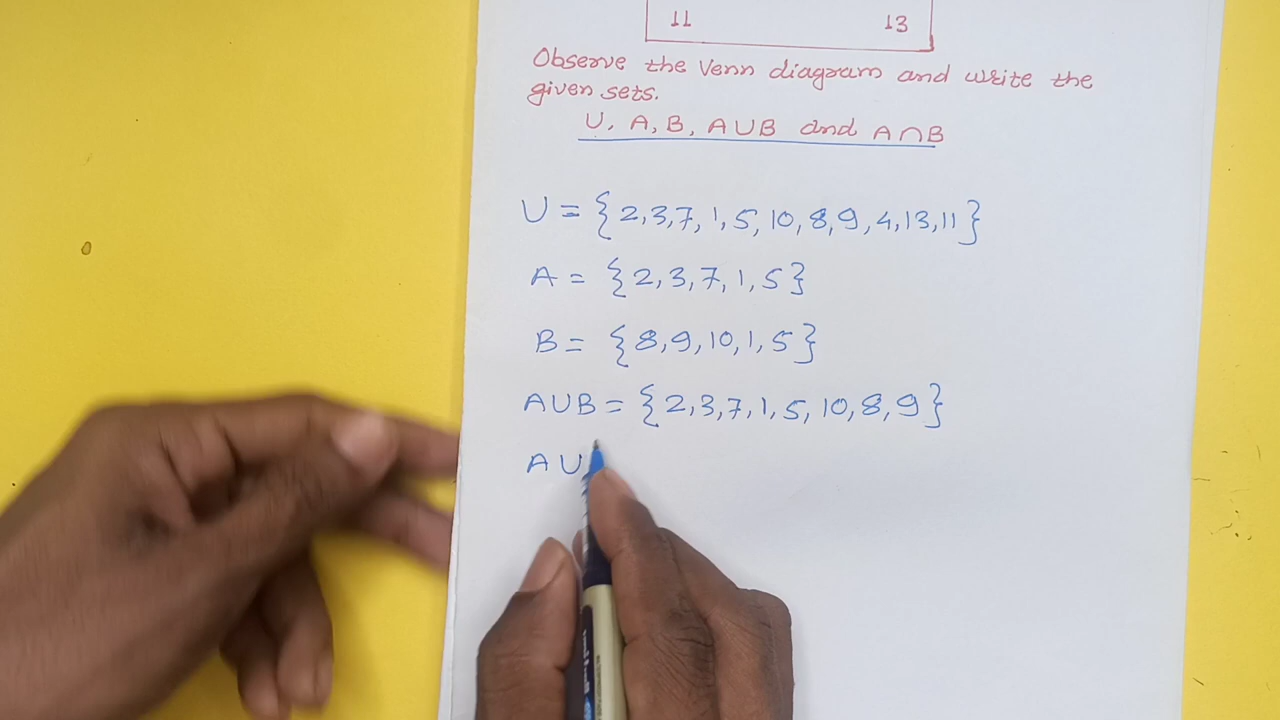 11 13
Observe the Venn diagram and write the
given sets.
U, A, B, A∪B and A∩B
U = {2,3,7,1,5,10,8,9,4,13,11}
A = {2,3,7,1,5}
B = {8,9,10,1,5}
A∪B = {2,3,7,1,5,10,8,9}
A∪